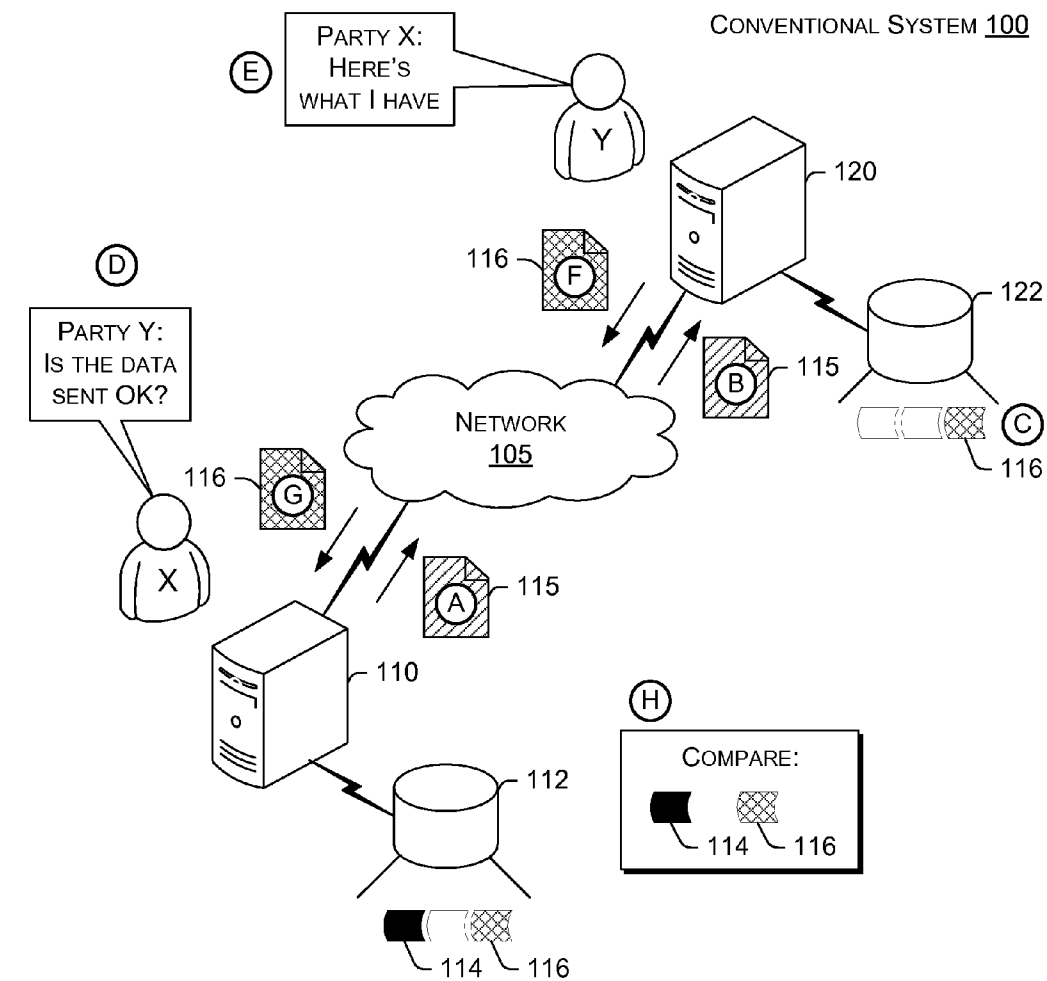 CONVENTIONAL SYSTEM 100
E
PARTY X:
HERE'S
WHAT I HAVE
Y
120
116
F
D
122
PARTY Y:
IS THE DATA
SENT OK?
B
115
NETWORK
105
C
116
116
G
X
A
115
110
H
COMPARE:
112
114
116
114
116